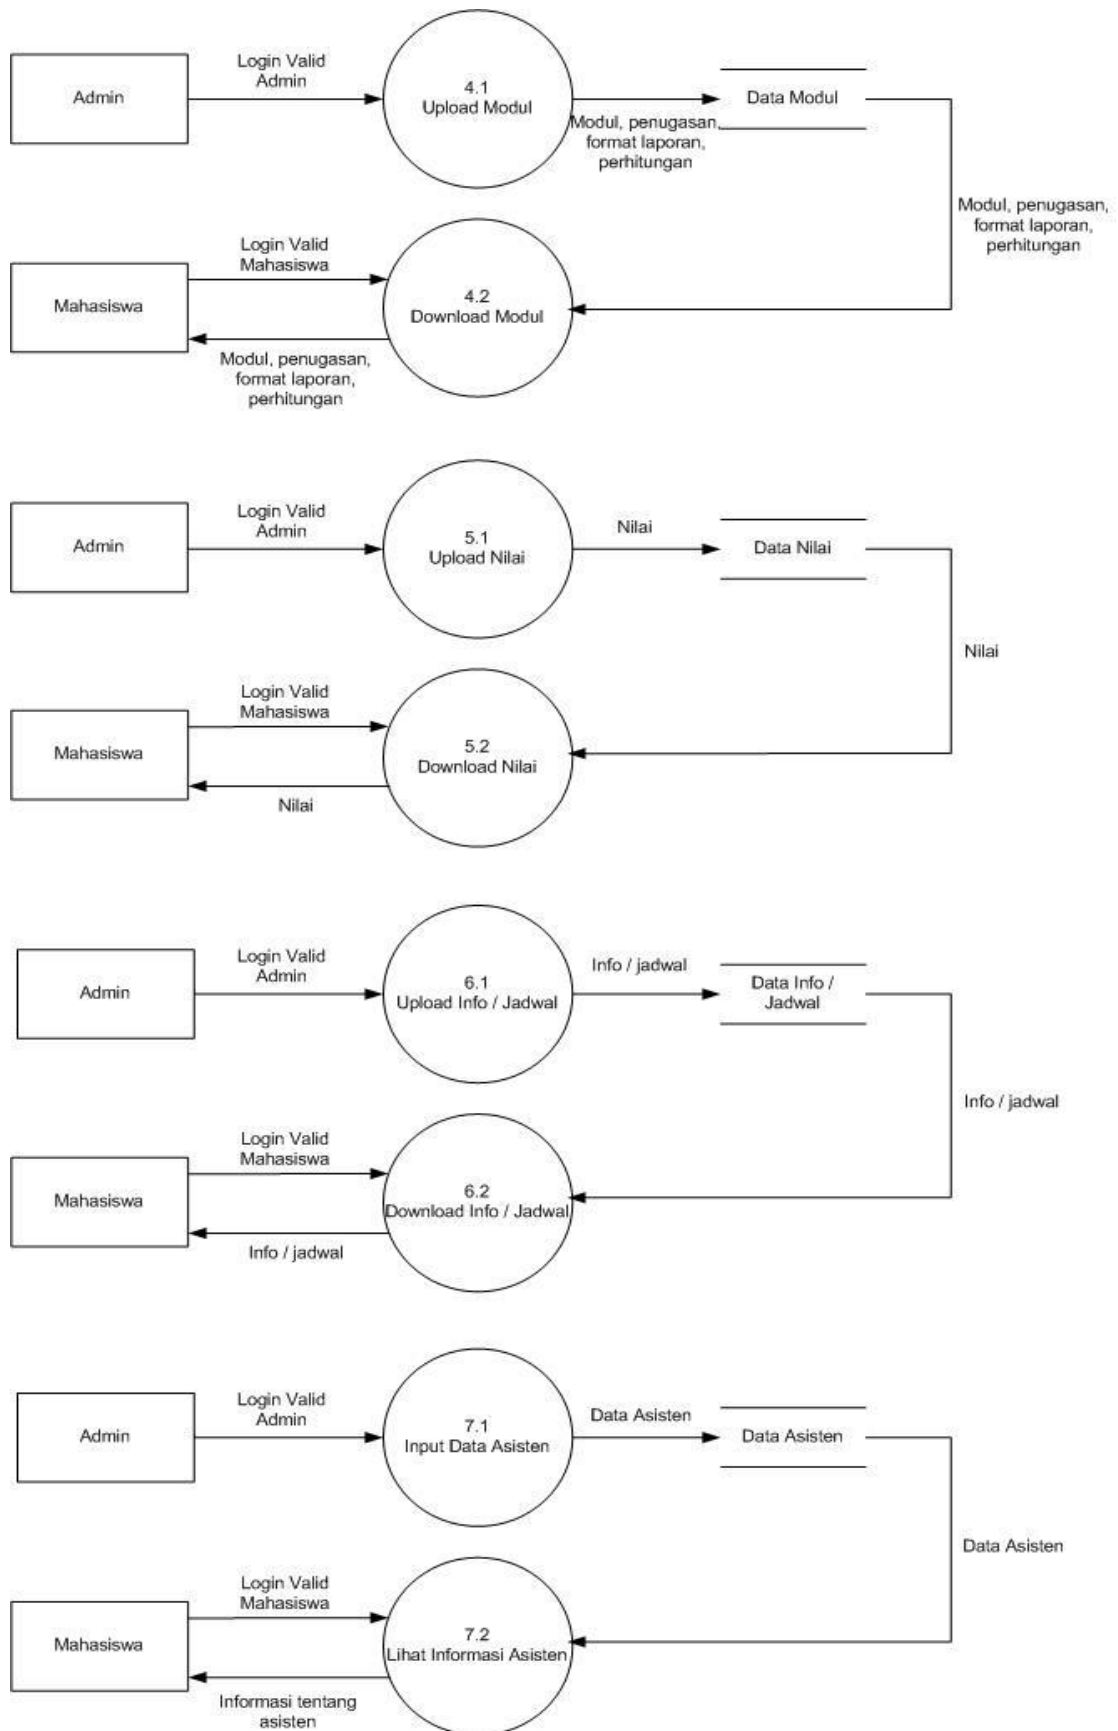 Login Valid
Admin
Admin
4.1
Upload Modul
Data Modul
Modul, penugasan,
format laporan,
perhitungan
Modul, penugasan,
format laporan,
perhitungan
Login Valid
Mahasiswa
Mahasiswa
4.2
Download Modul
Modul, penugasan,
format laporan,
perhitungan
Login Valid
Admin
Admin
5.1
Upload Nilai
Nilai
Data Nilai
Nilai
Login Valid
Mahasiswa
Mahasiswa
5.2
Download Nilai
Nilai
Login Valid
Admin
Admin
6.1
Upload Info / Jadwal
Info / jadwal
Data Info /
Jadwal
Info / jadwal
Login Valid
Mahasiswa
Mahasiswa
6.2
Download Info / Jadwal
Info / jadwal
Login Valid
Admin
Admin
7.1
Input Data Asisten
Data Asisten
Data Asisten
Data Asisten
Login Valid
Mahasiswa
Mahasiswa
7.2
Lihat Informasi Asisten
Informasi tentang
asisten